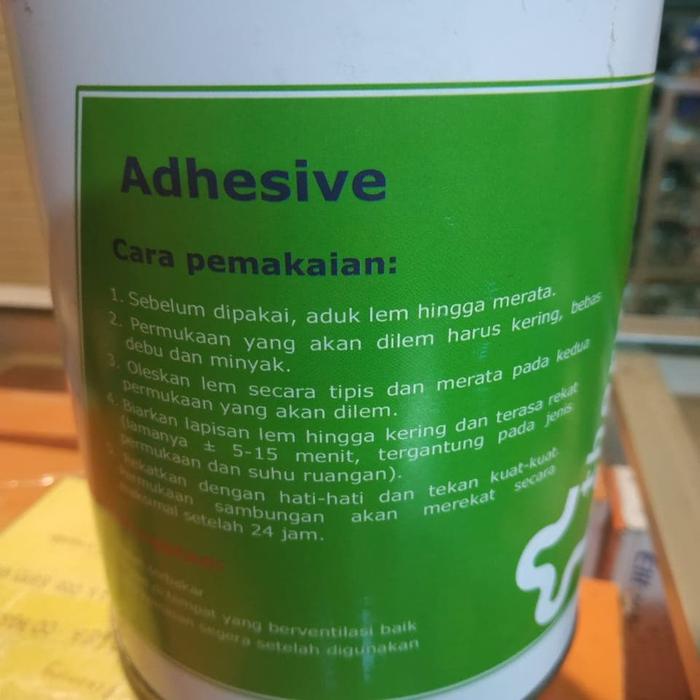 Adhesive
Cara pemakaian:
1. Sebelum dipakai, aduk lem hingga merata.
2. Permukaan yang akan dilem harus kering, bebas
debu dan minyak.
3. Oleskan lem secara tipis dan merata pada kedua
permukaan yang akan dilem.
4. Biarkan lapisan lem hingga kering dan terasa rekat
(lamanya ± 5-15 menit, tergantung pada jenis
permukaan dan suhu ruangan).
5. Rekatkan dengan hati-hati dan tekan kuat-kuat.
permukaan sambungan akan merekat secara
maksimal setelah 24 jam.
yang berventilasi baik
segera setelah digunakan